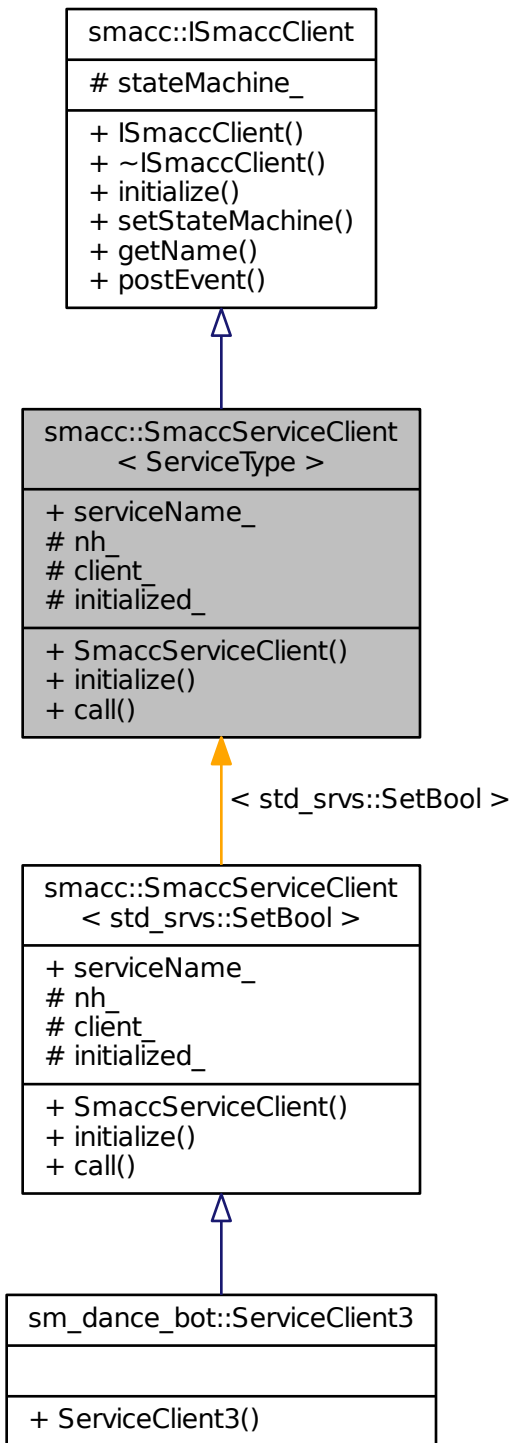 smacc::ISmaccClient
# stateMachine_
+ ISmaccClient()
+ ~ISmaccClient()
+ initialize()
+ setStateMachine()
+ getName()
+ postEvent()
smacc::SmaccServiceClient
< ServiceType >
+ serviceName_
# nh_
# client_
# initialized_
+ SmaccServiceClient()
+ initialize()
+ call()
< std_srvs::SetBool >
smacc::SmaccServiceClient
< std_srvs::SetBool >
+ serviceName_
# nh_
# client_
# initialized_
+ SmaccServiceClient()
+ initialize()
+ call()
sm_dance_bot::ServiceClient3
+ ServiceClient3()